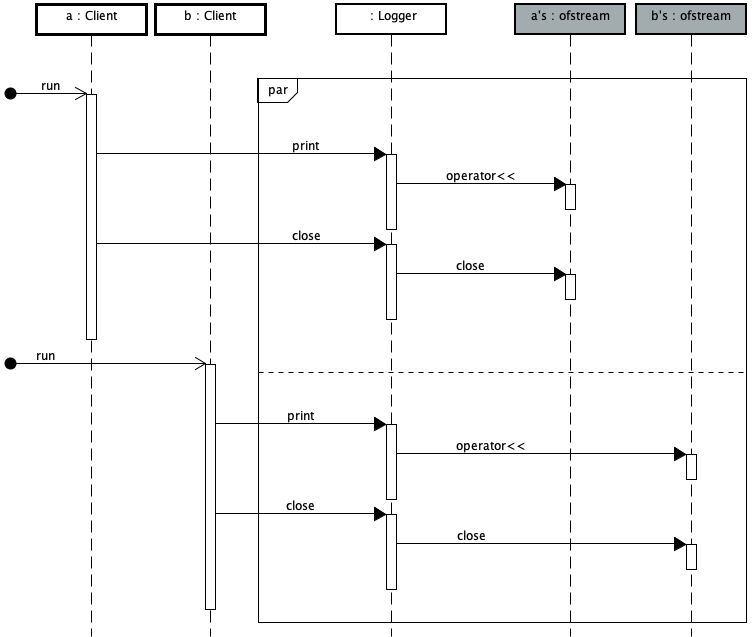 a : Client
b : Client
: Logger
a's : ofstream
b's : ofstream
par
run
print
operator<<
close
close
run
print
operator<<
close
close